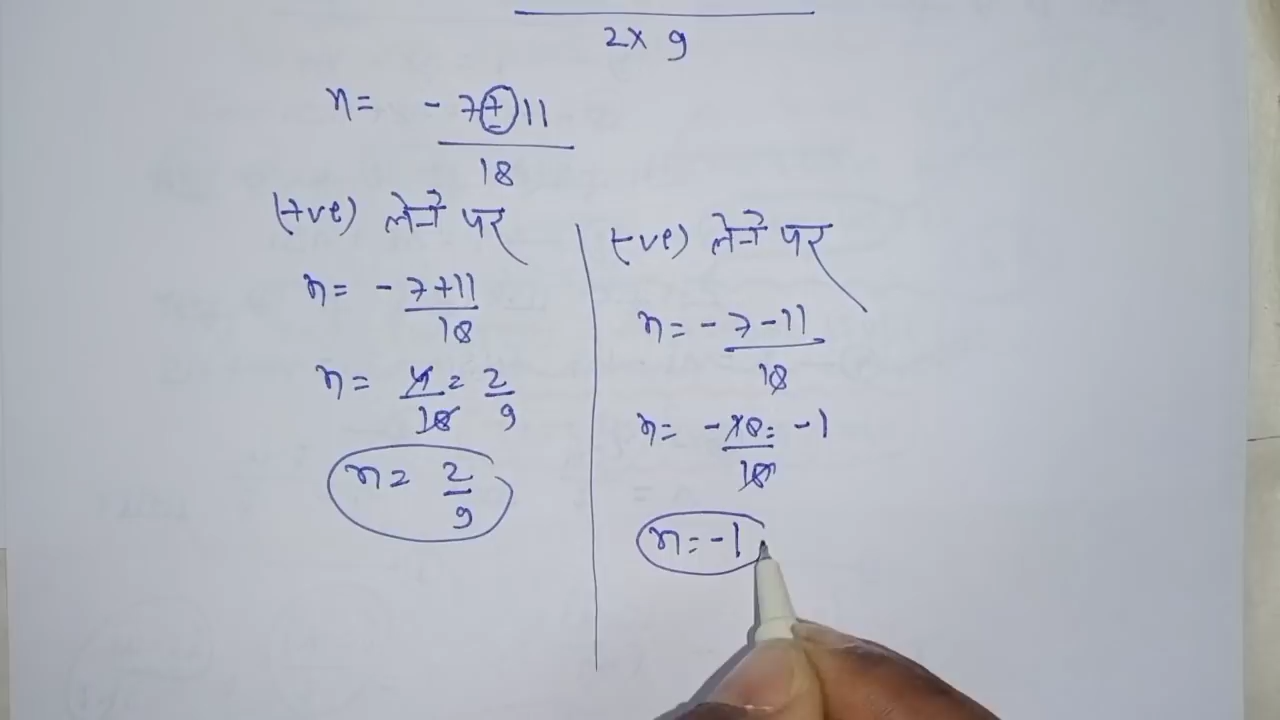 2× 9
x= -7±11
18
(+ve) लेने पर
x= -7+11
18
x= 4 = 2
18 9
x= 2
9
(-ve) लेने पर
x= -7-11
18
x= -18 = -1
18
x=-1